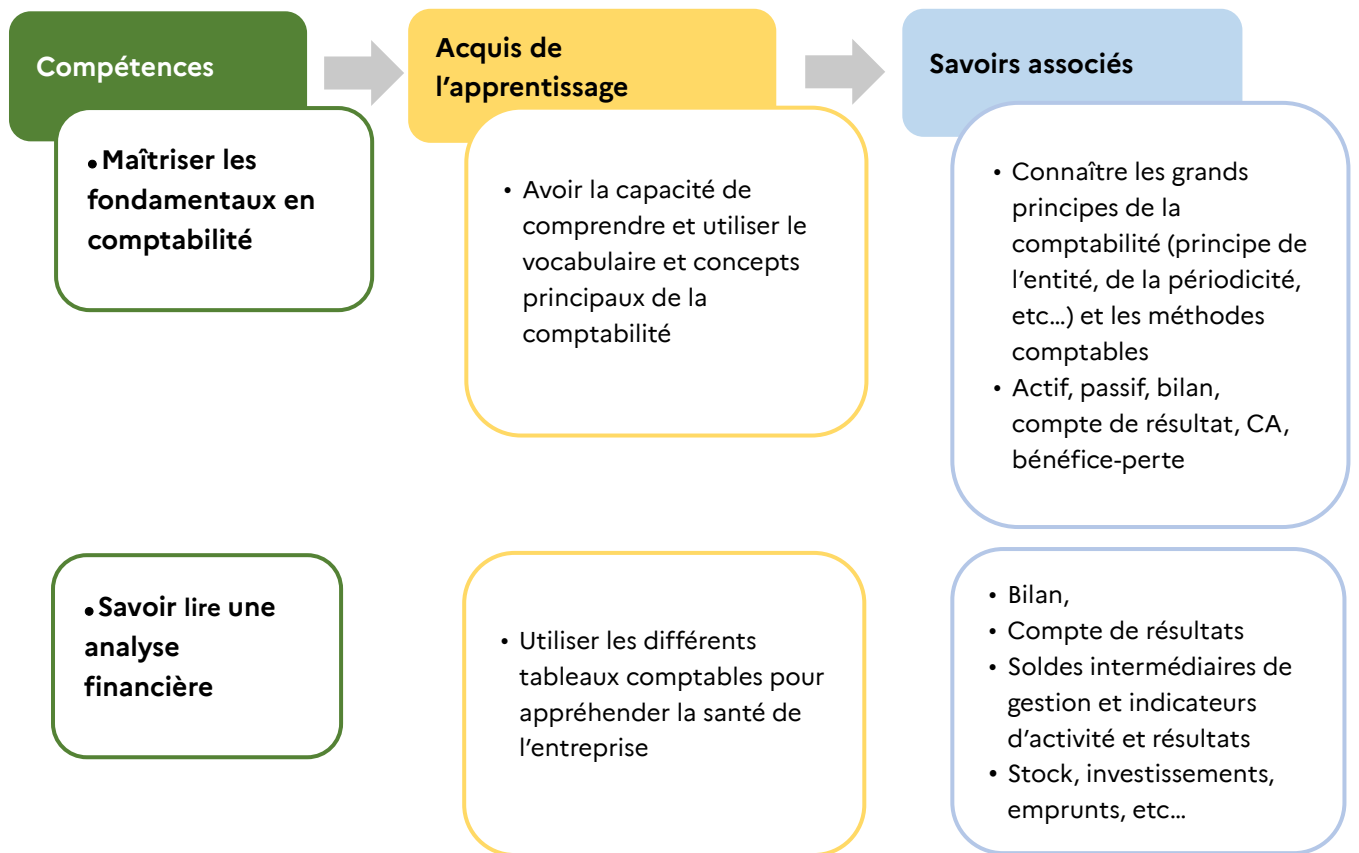 Compétences
Acquis de
l'apprentissage
Savoirs associés
• Maîtriser les
fondamentaux en
comptabilité
• Avoir la capacité de
comprendre et utiliser le
vocabulaire et concepts
principaux de la
comptabilité
• Connaître les grands
principes de la
comptabilité (principe de
l'entité, de la périodicité,
etc...) et les méthodes
comptables
• Actif, passif, bilan,
compte de résultat, CA,
bénéfice-perte
• Savoir lire une
analyse
financière
• Utiliser les différents
tableaux comptables pour
appréhender la santé de
l'entreprise
• Bilan,
• Compte de résultats
• Soldes intermédiaires de
gestion et indicateurs
d'activité et résultats
• Stock, investissements,
emprunts, etc...